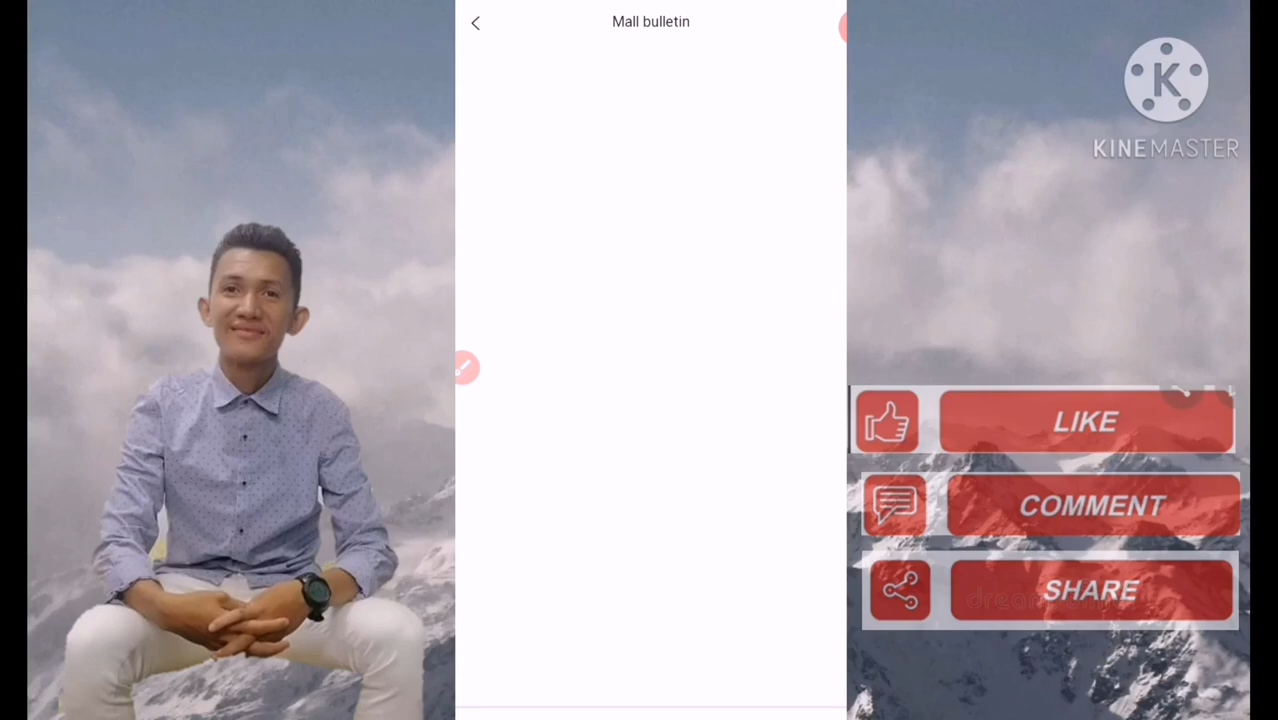 Mall bulletin
K
KINEMASTER
LIKE
COMMENT
SHARE